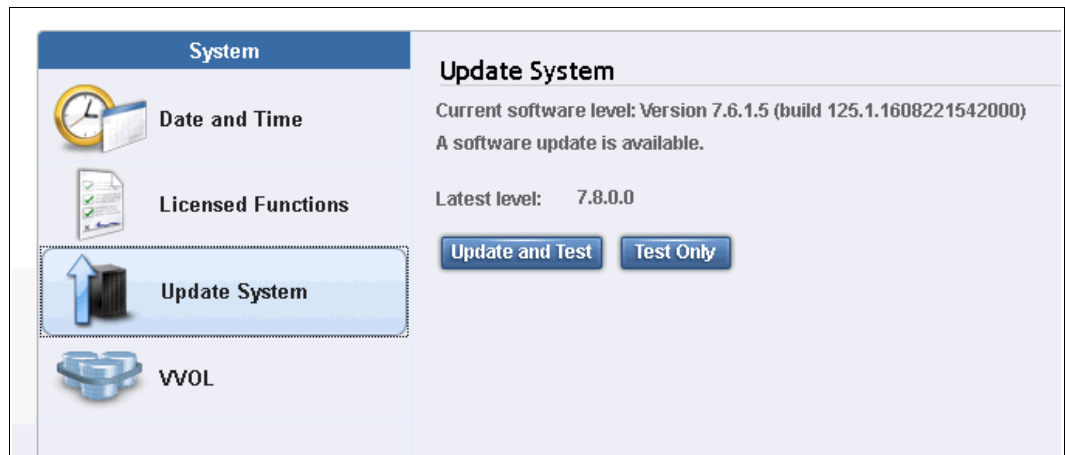 System
Date and Time
Licensed Functions
Update System
VVOL
Update System
Current software level: Version 7.6.1.5 (build 125.1.1608221542000)
A software update is available.
Latest level: 7.8.0.0
Update and Test Test Only